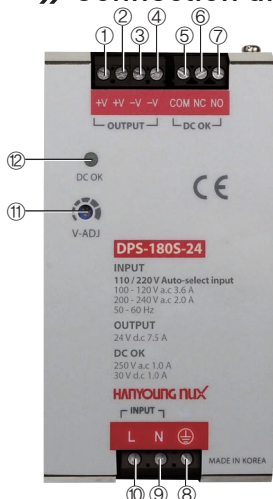 ① ② ③ ④ ⑤ ⑥ ⑦
+V +V −V −V COM NC NO
OUTPUT DC OK
⑫
DC OK
CE
⑪
V-ADJ
DPS-180S-24
INPUT
110 / 220 V Auto-select input
100 - 120 V a.c 3.6 A
200 - 240 V a.c 2.0 A
50 - 60 Hz
OUTPUT
24 V d.c 7.5 A
DC OK
250 V a.c 1.0 A
30 V d.c 1.0 A
HANYOUNG NUX
INPUT
L N
MADE IN KOREA
⑩ ⑨ ⑧